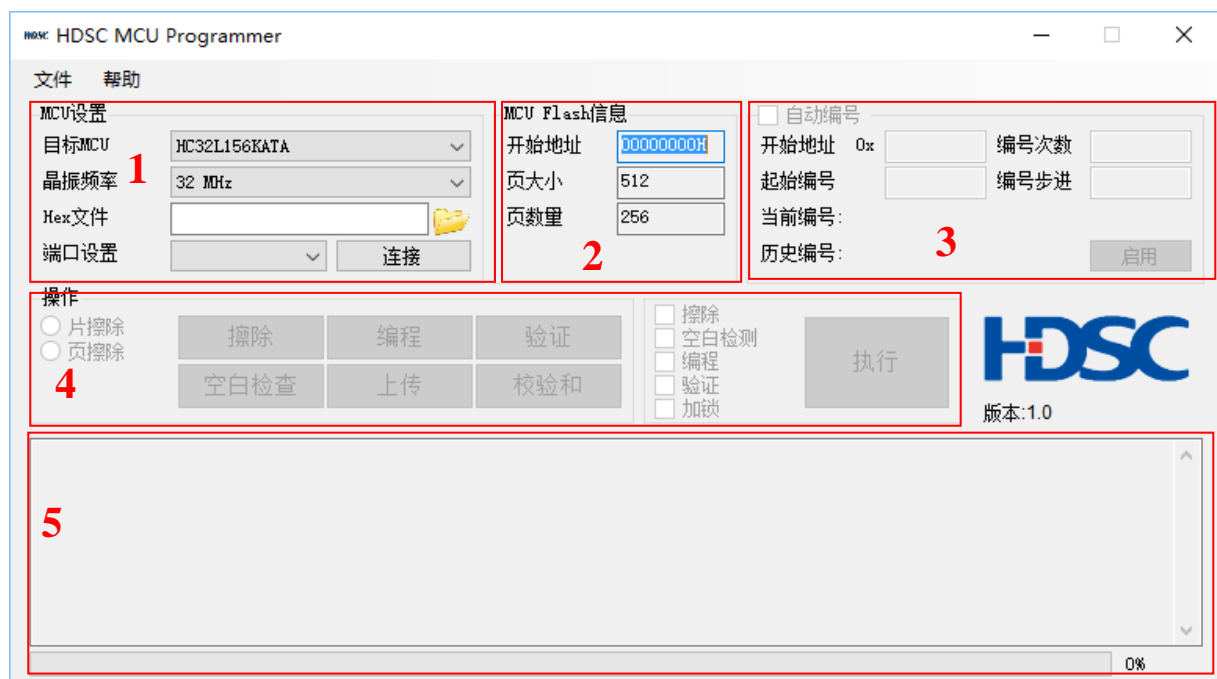 HDSC HDSC MCU Programmer
文件 帮助
MCU设置
目标MCU HC32L156KATA
晶振频率 32 MHz
Hex文件
端口设置 连接
1
MCU Flash信息
开始地址 00000000H
页大小 512
页数量 256
2
自动编号
开始地址 0x 编号次数
起始编号 编号步进
当前编号:
历史编号: 启用
3
操作
片擦除
页擦除
擦除 编程 验证
空白检查 上传 校验和
4
擦除
空白检测
编程
验证
加锁
执行
HDSC
版本:1.0
5
0%